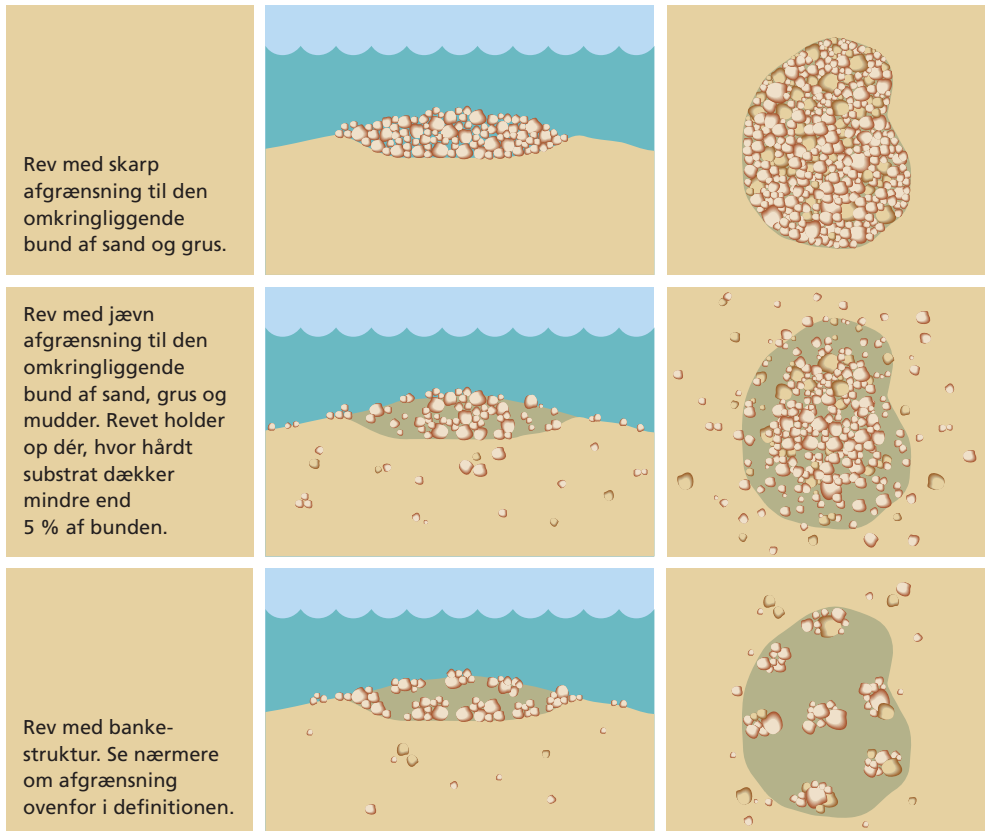 Rev med skarp
afgrænsning til den
omkringliggende
bund af sand og grus.
Rev med jævn
afgrænsning til den
omkringliggende
bund af sand, grus og
mudder. Revet holder
op dér, hvor hårdt
substrat dækker
mindre end
5 % af bunden.
Rev med banke-
struktur. Se nærmere
om afgrænsning
ovenfor i definitionen.